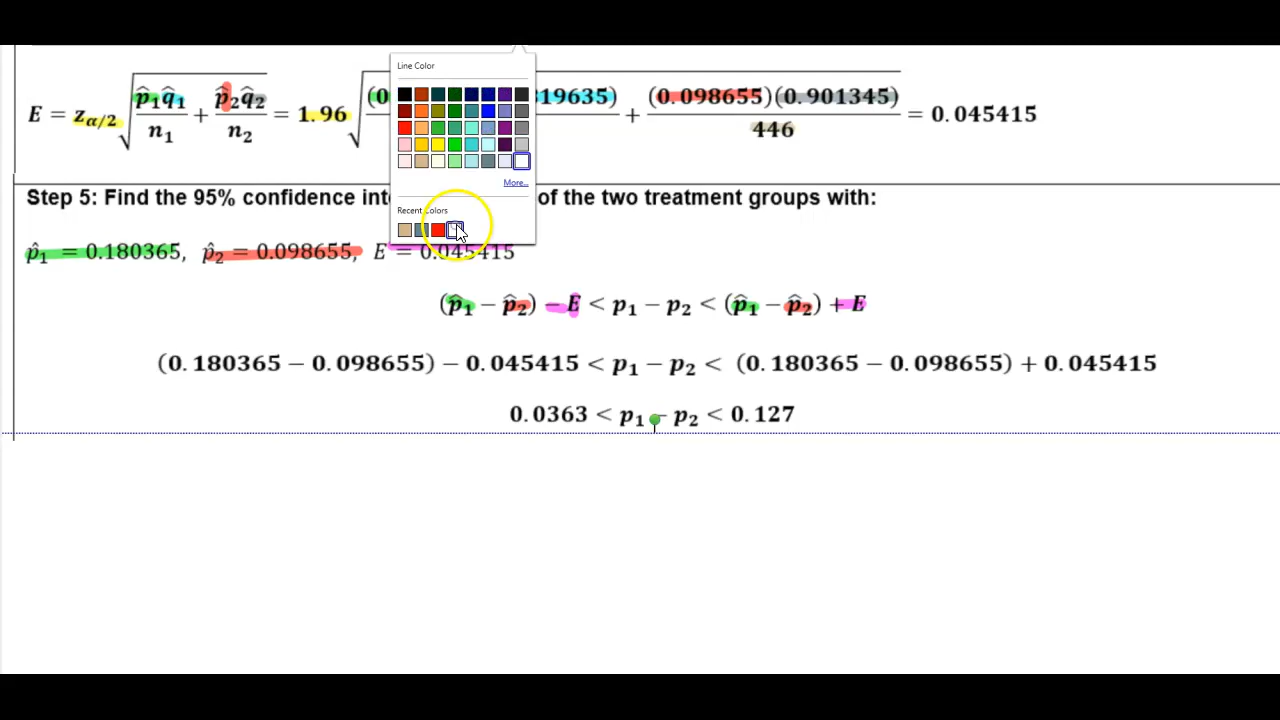 Line Color
E = z_{α/2} √(p̂₁q̂₁/n₁ + p̂₂q̂₂/n₂) = 1.96 √((0. 19635)/ + (0.098655)(0.901345)/446) = 0.045415
More...
Step 5: Find the 95% confidence inte of the two treatment groups with:
Recent Colors
p̂₁ = 0.180365, p̂₂ = 0.098655, E = 0.045415
(p̂₁ − p̂₂) − E < p₁ − p₂ < (p̂₁ − p̂₂) + E
(0.180365 − 0.098655) − 0.045415 < p₁ − p₂ < (0.180365 − 0.098655) + 0.045415
0.0363 < p₁ − p₂ < 0.127